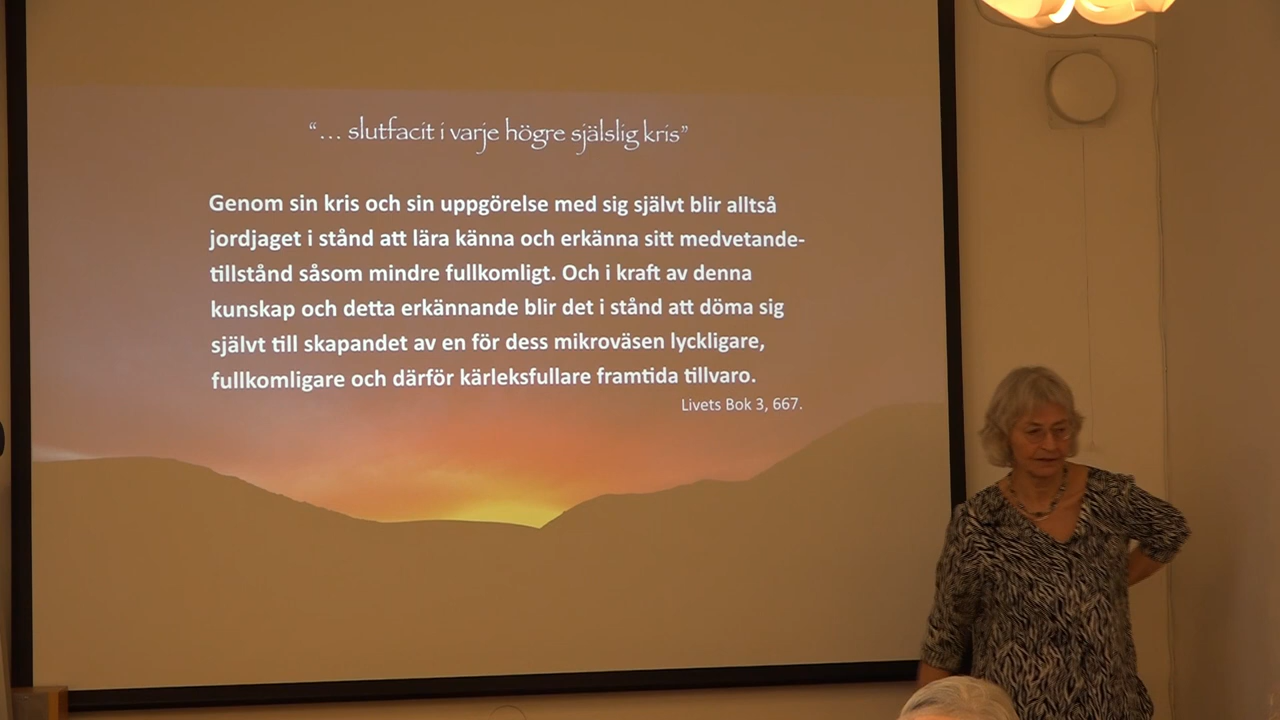 “… slutfacit i varje högre själslig kris”
Genom sin kris och sin uppgörelse med sig självt blir alltså
jordjaget i stånd att lära känna och erkänna sitt medvetande-
tillstånd såsom mindre fullkomligt. Och i kraft av denna
kunskap och detta erkännande blir det i stånd att döma sig
självt till skapandet av en för dess mikroväsen lyckligare,
fullkomligare och därför kärleksfullare framtida tillvaro.
Livets Bok 3, 667.